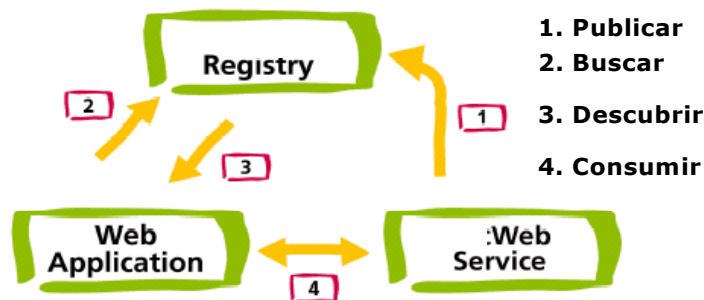 Registry
1. Publicar
2. Buscar
3. Descubrir
4. Consumir
2
1
3
Web
Application
:Web
Service
4